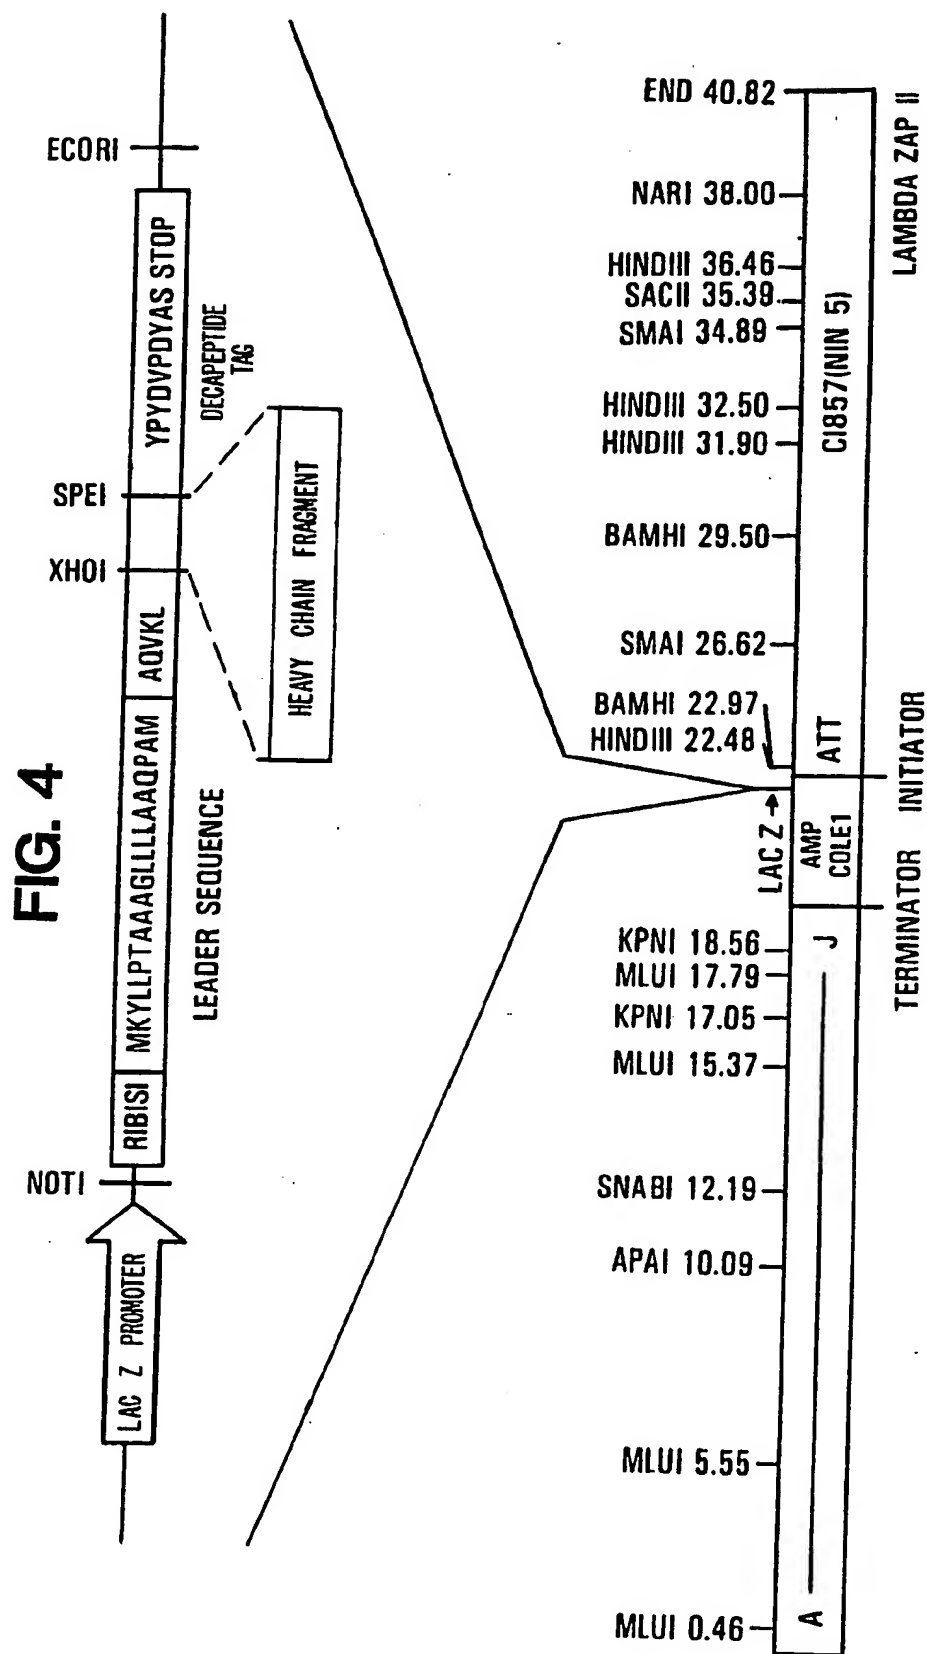 FIG. 4
LAC Z PROMOTER
NOTI
RIBISI
MKYLLPTAAAGLLLLAAQPAM
AQVKL
XHOI
SPEI
YPYDVPDYAS STOP
ECORI
LEADER SEQUENCE
DECAPEPTIDE
TAG
HEAVY CHAIN FRAGMENT
MLUI 0.46
MLUI 5.55
APAI 10.09
SNABI 12.19
MLUI 15.37
KPNI 17.05
MLUI 17.79
KPNI 18.56
LAC Z
HINDIII 22.48
BAMHI 22.97
SMAI 26.62
BAMHI 29.50
HINDIII 31.90
HINDIII 32.50
SMAI 34.89
SACII 35.39
HINDIII 36.46
NARI 38.00
END 40.82
A
J
AMP
COLE1
ATT
CI857(NIN 5)
TERMINATOR
INITIATOR
LAMBDA ZAP II